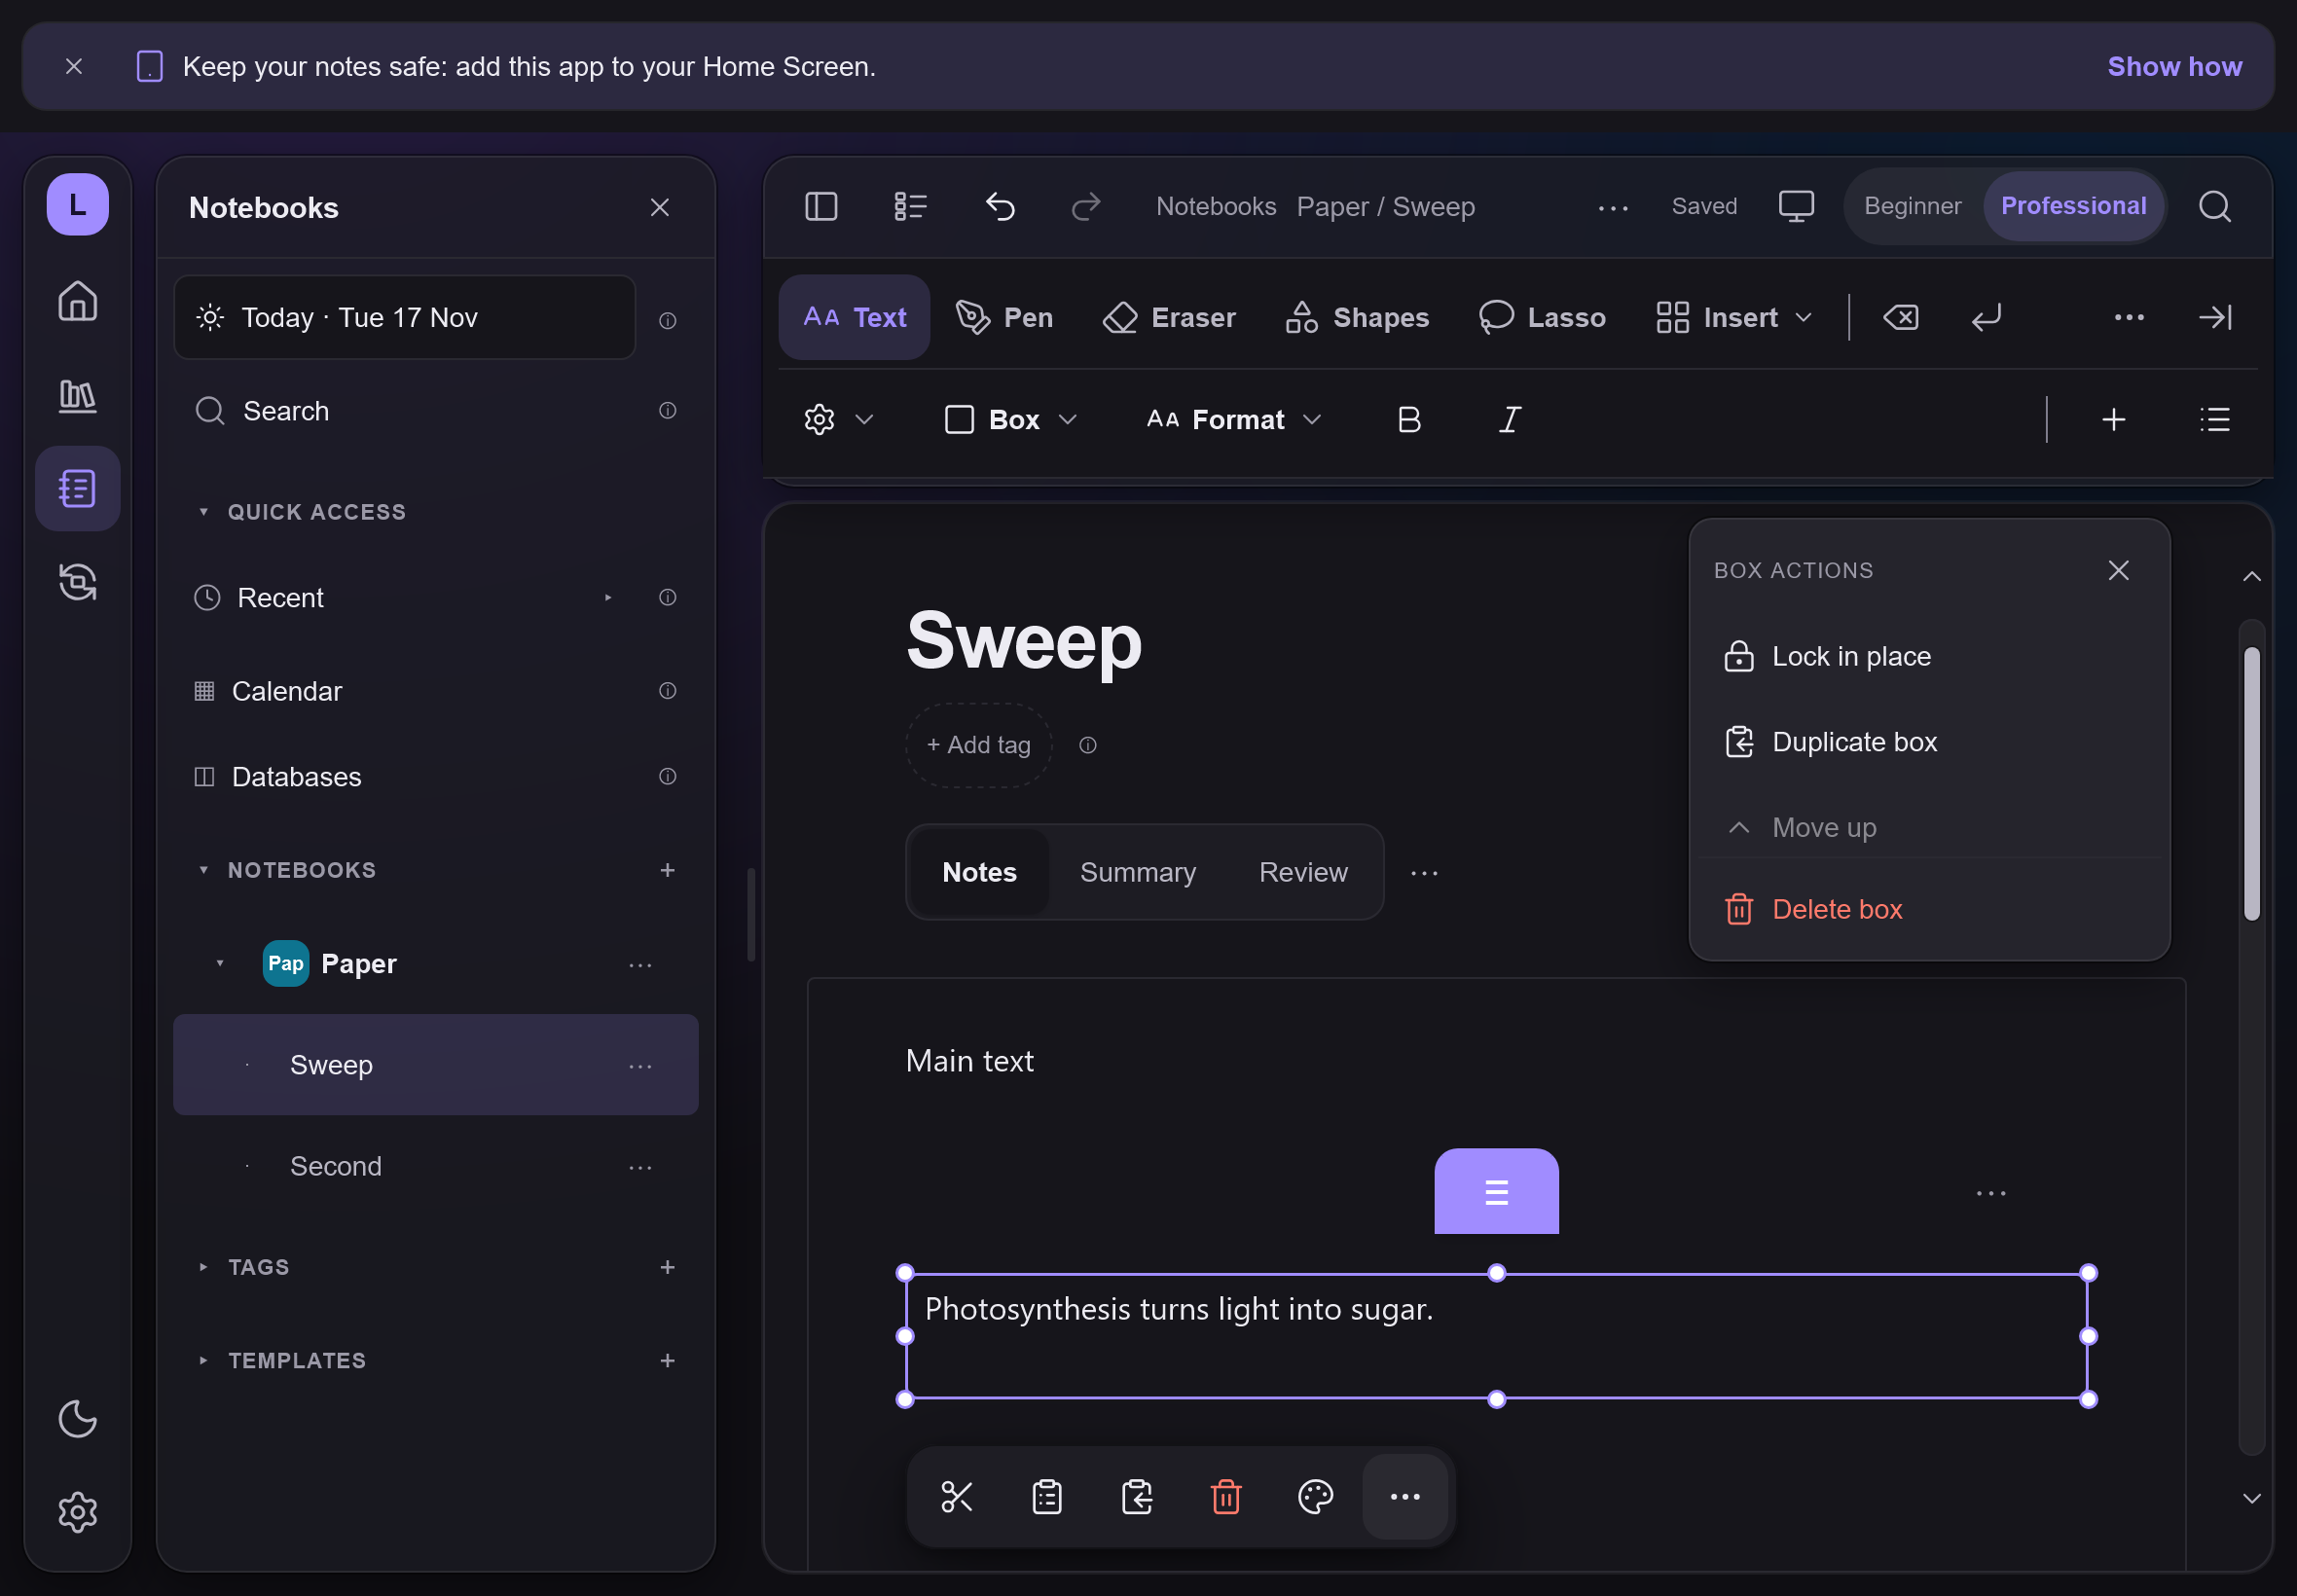 Keep your notes safe: add this app to your Home Screen.
Show how
L
Notebooks
Today · Tue 17 Nov
Search
QUICK ACCESS
Recent
Calendar
Databases
NOTEBOOKS
Pap Paper
Sweep
Second
TAGS
TEMPLATES
Notebooks Paper / Sweep
Saved
Beginner
Professional
Text
Pen
Eraser
Shapes
Lasso
Insert
Box
Format
Sweep
+ Add tag
Notes
Summary
Review
BOX ACTIONS
Lock in place
Duplicate box
Move up
Delete box
Main text
Photosynthesis turns light into sugar.